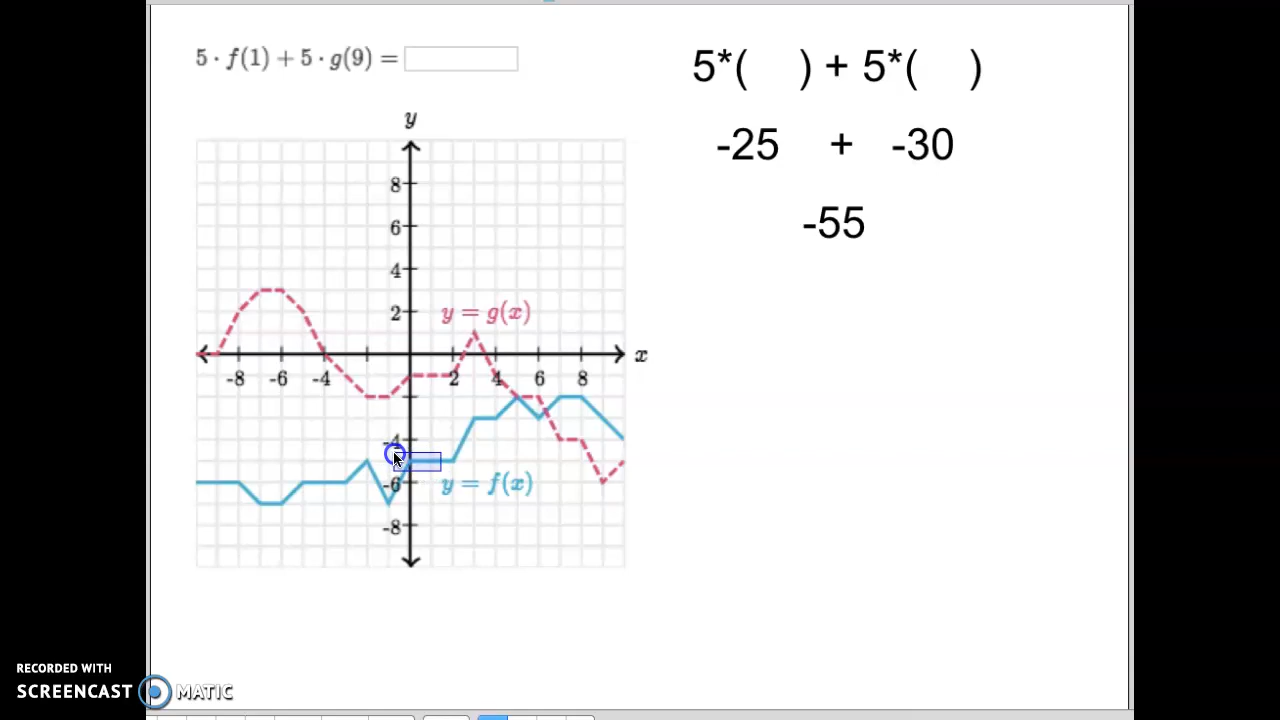 5 · f(1) + 5 · g(9) =
5*(   ) + 5*(   )
-25 + -30
-55
y
8
6
4
2
y = g(x)
x
-8 -6 -4 2 4 6 8
-4
-6
y = f(x)
-8
RECORDED WITH
SCREENCAST MATIC